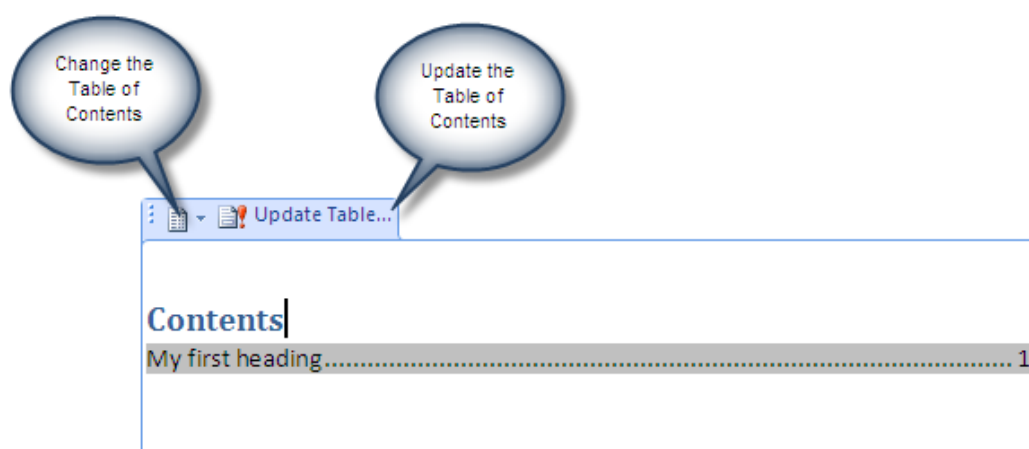 Change the
Table of
Contents
Update the
Table of
Contents
Update Table...
Contents
My first heading.................................................................................................. 1